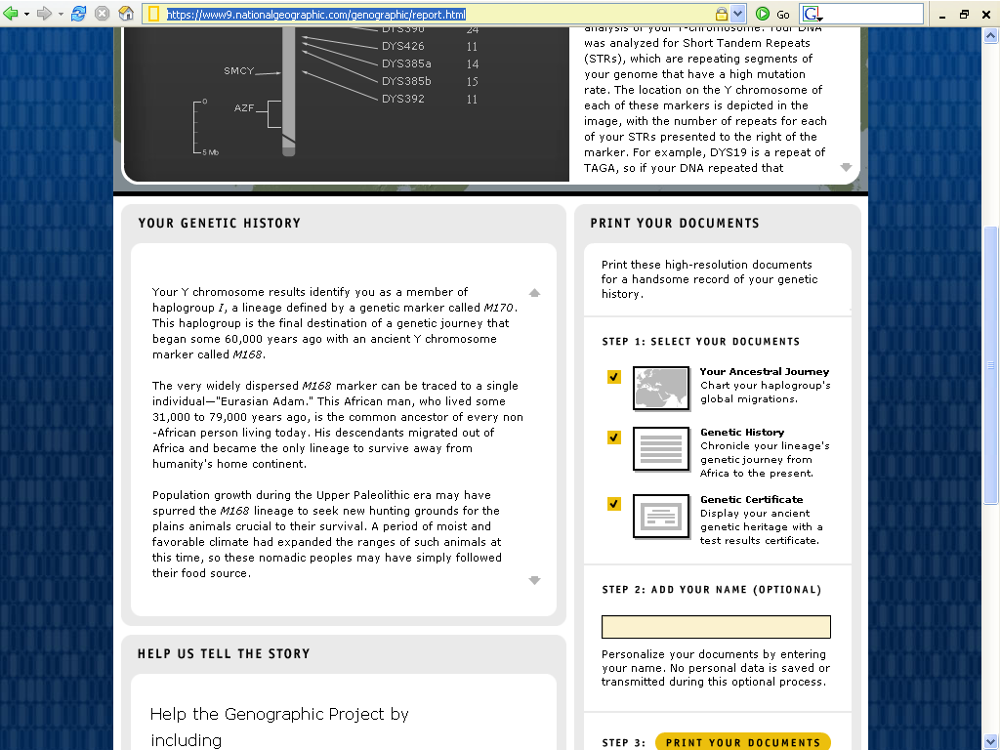 https://www9.nationalgeographic.com/genographic/report.html
Go
G
DYS390 24
DYS426 11
DYS385a 14
DYS385b 15
DYS392 11
SMCY
AZF
0
5 Mb
analysis of your Y-chromosome. Your DNA
was analyzed for Short Tandem Repeats
(STRs), which are repeating segments of
your genome that have a high mutation
rate. The location on the Y chromosome of
each of these markers is depicted in the
image, with the number of repeats for each
of your STRs presented to the right of the
marker. For example, DYS19 is a repeat of
TAGA, so if your DNA repeated that
YOUR GENETIC HISTORY
Your Y chromosome results identify you as a member of
haplogroup I, a lineage defined by a genetic marker called M170.
This haplogroup is the final destination of a genetic journey that
began some 60,000 years ago with an ancient Y chromosome
marker called M168.
The very widely dispersed M168 marker can be traced to a single
individual—"Eurasian Adam." This African man, who lived some
31,000 to 79,000 years ago, is the common ancestor of every non
-African person living today. His descendants migrated out of
Africa and became the only lineage to survive away from
humanity's home continent.
Population growth during the Upper Paleolithic era may have
spurred the M168 lineage to seek new hunting grounds for the
plains animals crucial to their survival. A period of moist and
favorable climate had expanded the ranges of such animals at
this time, so these nomadic peoples may have simply followed
their food source.
HELP US TELL THE STORY
Help the Genographic Project by
including
PRINT YOUR DOCUMENTS
Print these high-resolution documents
for a handsome record of your genetic
history.
STEP 1: SELECT YOUR DOCUMENTS
Your Ancestral Journey
Chart your haplogroup's
global migrations.
Genetic History
Chronicle your lineage's
genetic journey from
Africa to the present.
Genetic Certificate
Display your ancient
genetic heritage with a
test results certificate.
STEP 2: ADD YOUR NAME (OPTIONAL)
Personalize your documents by entering
your name. No personal data is saved or
transmitted during this optional process.
STEP 3: PRINT YOUR DOCUMENTS